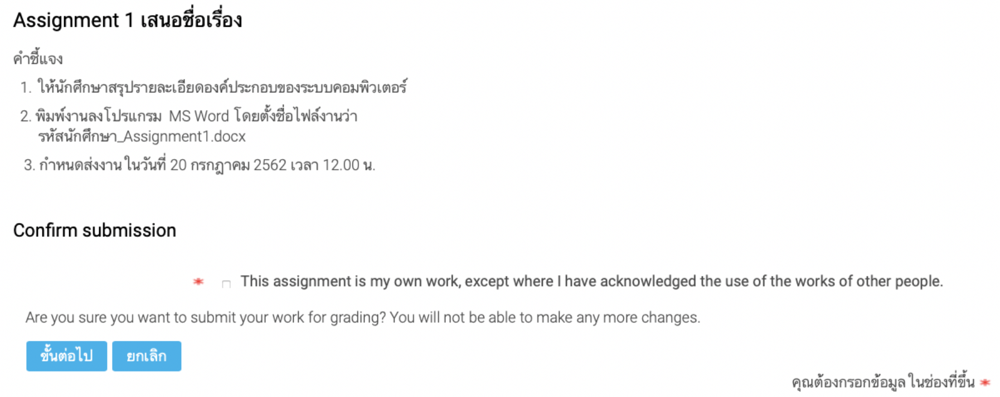 Assignment 1 เสนอชื่อเรื่อง
คำชี้แจง
1. ให้นักศึกษาสรุปรายละเอียดองค์ประกอบของระบบคอมพิวเตอร์
2. พิมพ์งานลงโปรแกรม MS Word โดยตั้งชื่อไฟล์งานว่า
รหัสนักศึกษา_Assignment1.docx
3. กำหนดส่งงาน ในวันที่ 20 กรกฎาคม 2562 เวลา 12.00 น.
Confirm submission
* This assignment is my own work, except where I have acknowledged the use of the works of other people.
Are you sure you want to submit your work for grading? You will not be able to make any more changes.
ขั้นต่อไป ยกเลิก
คุณต้องกรอกข้อมูล ในช่องที่ขึ้น *